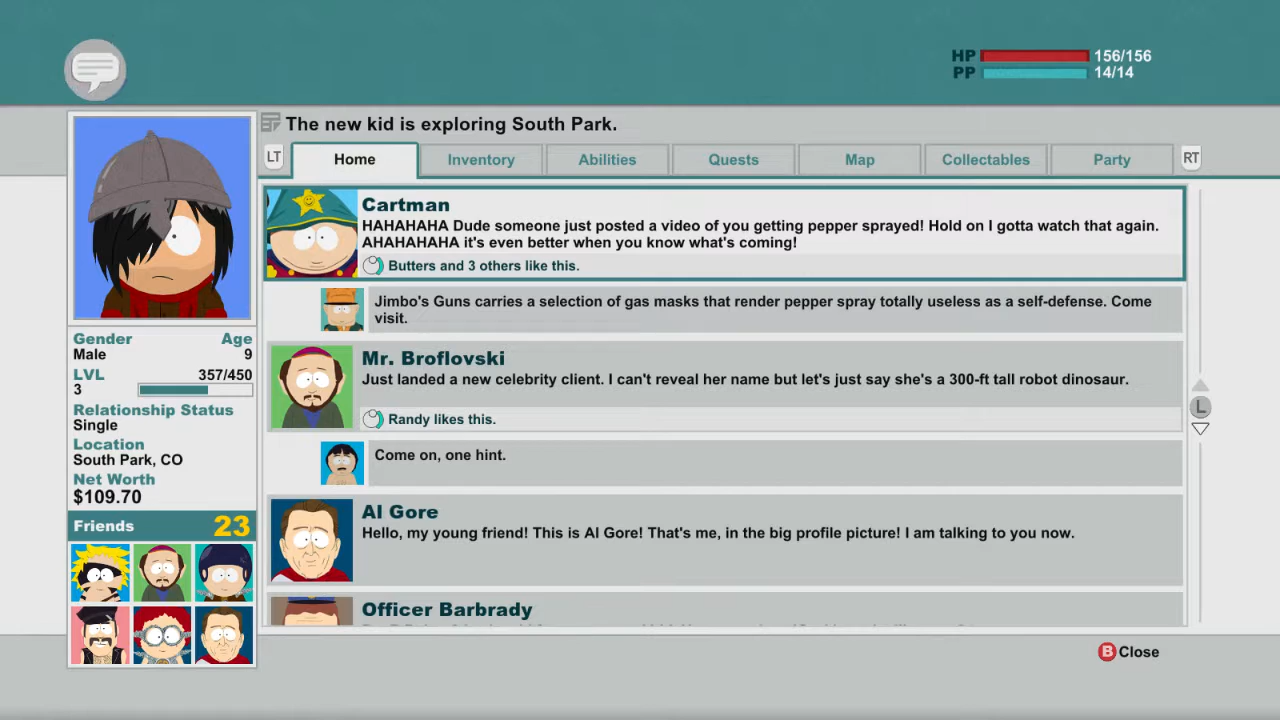 HP 156/156
PP 14/14
The new kid is exploring South Park.
LT Home Inventory Abilities Quests Map Collectables Party RT
Gender Age
Male 9
LVL 357/450
3
Relationship Status
Single
Location
South Park, CO
Net Worth
$109.70
Friends 23
Cartman
HAHAHAHA Dude someone just posted a video of you getting pepper sprayed! Hold on I gotta watch that again.
AHAHAHAHA it's even better when you know what's coming!
Butters and 3 others like this.
Jimbo's Guns carries a selection of gas masks that render pepper spray totally useless as a self-defense. Come
visit.
Mr. Broflovski
Just landed a new celebrity client. I can't reveal her name but let's just say she's a 300-ft tall robot dinosaur.
Randy likes this.
Come on, one hint.
Al Gore
Hello, my young friend! This is Al Gore! That's me, in the big profile picture! I am talking to you now.
Officer Barbrady
L
B Close